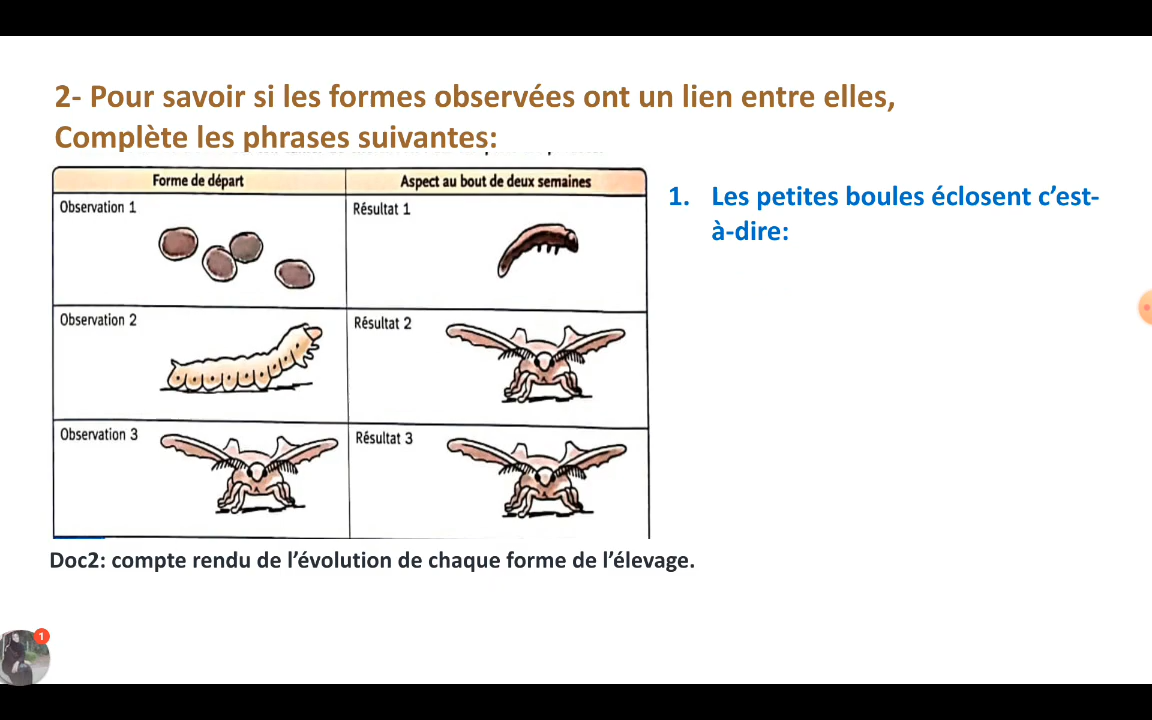 2- Pour savoir si les formes observées ont un lien entre elles,
Complète les phrases suivantes:
Forme de départ
Aspect au bout de deux semaines
Observation 1
Résultat 1
Observation 2
Résultat 2
Observation 3
Résultat 3
1. Les petites boules éclosent c’est-
à-dire:
Doc2: compte rendu de l’évolution de chaque forme de l’élevage.
1